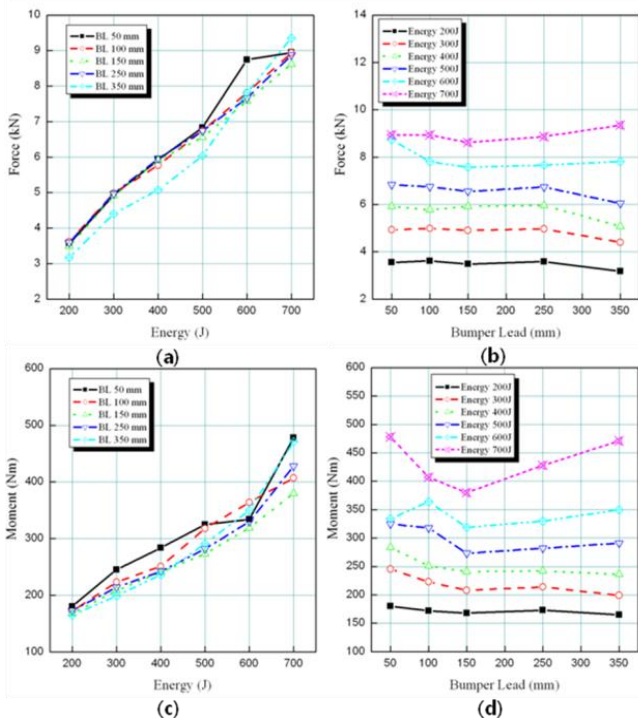 BL 50 mm
BL 100 mm
BL 150 mm
BL 250 mm
BL 350 mm
Force (kN)
10
9
8
7
6
5
4
3
2
200 300 400 500 600 700
Energy (J)
(a)
Energy 200J
Energy 300J
Energy 400J
Energy 500J
Energy 600J
Energy 700J
Force (kN)
14
12
10
8
6
4
2
50 100 150 200 250 300 350
Bumper Lead (mm)
(b)
BL 50 mm
BL 100 mm
BL 150 mm
BL 250 mm
BL 350 mm
Moment (Nm)
600
500
400
300
200
100
200 300 400 500 600 700
Energy (J)
(c)
Energy 200J
Energy 300J
Energy 400J
Energy 500J
Energy 600J
Energy 700J
Moment (Nm)
600
550
500
450
400
350
300
250
200
150
100
50 100 150 200 250 300 350
Bumper Lead (mm)
(d)